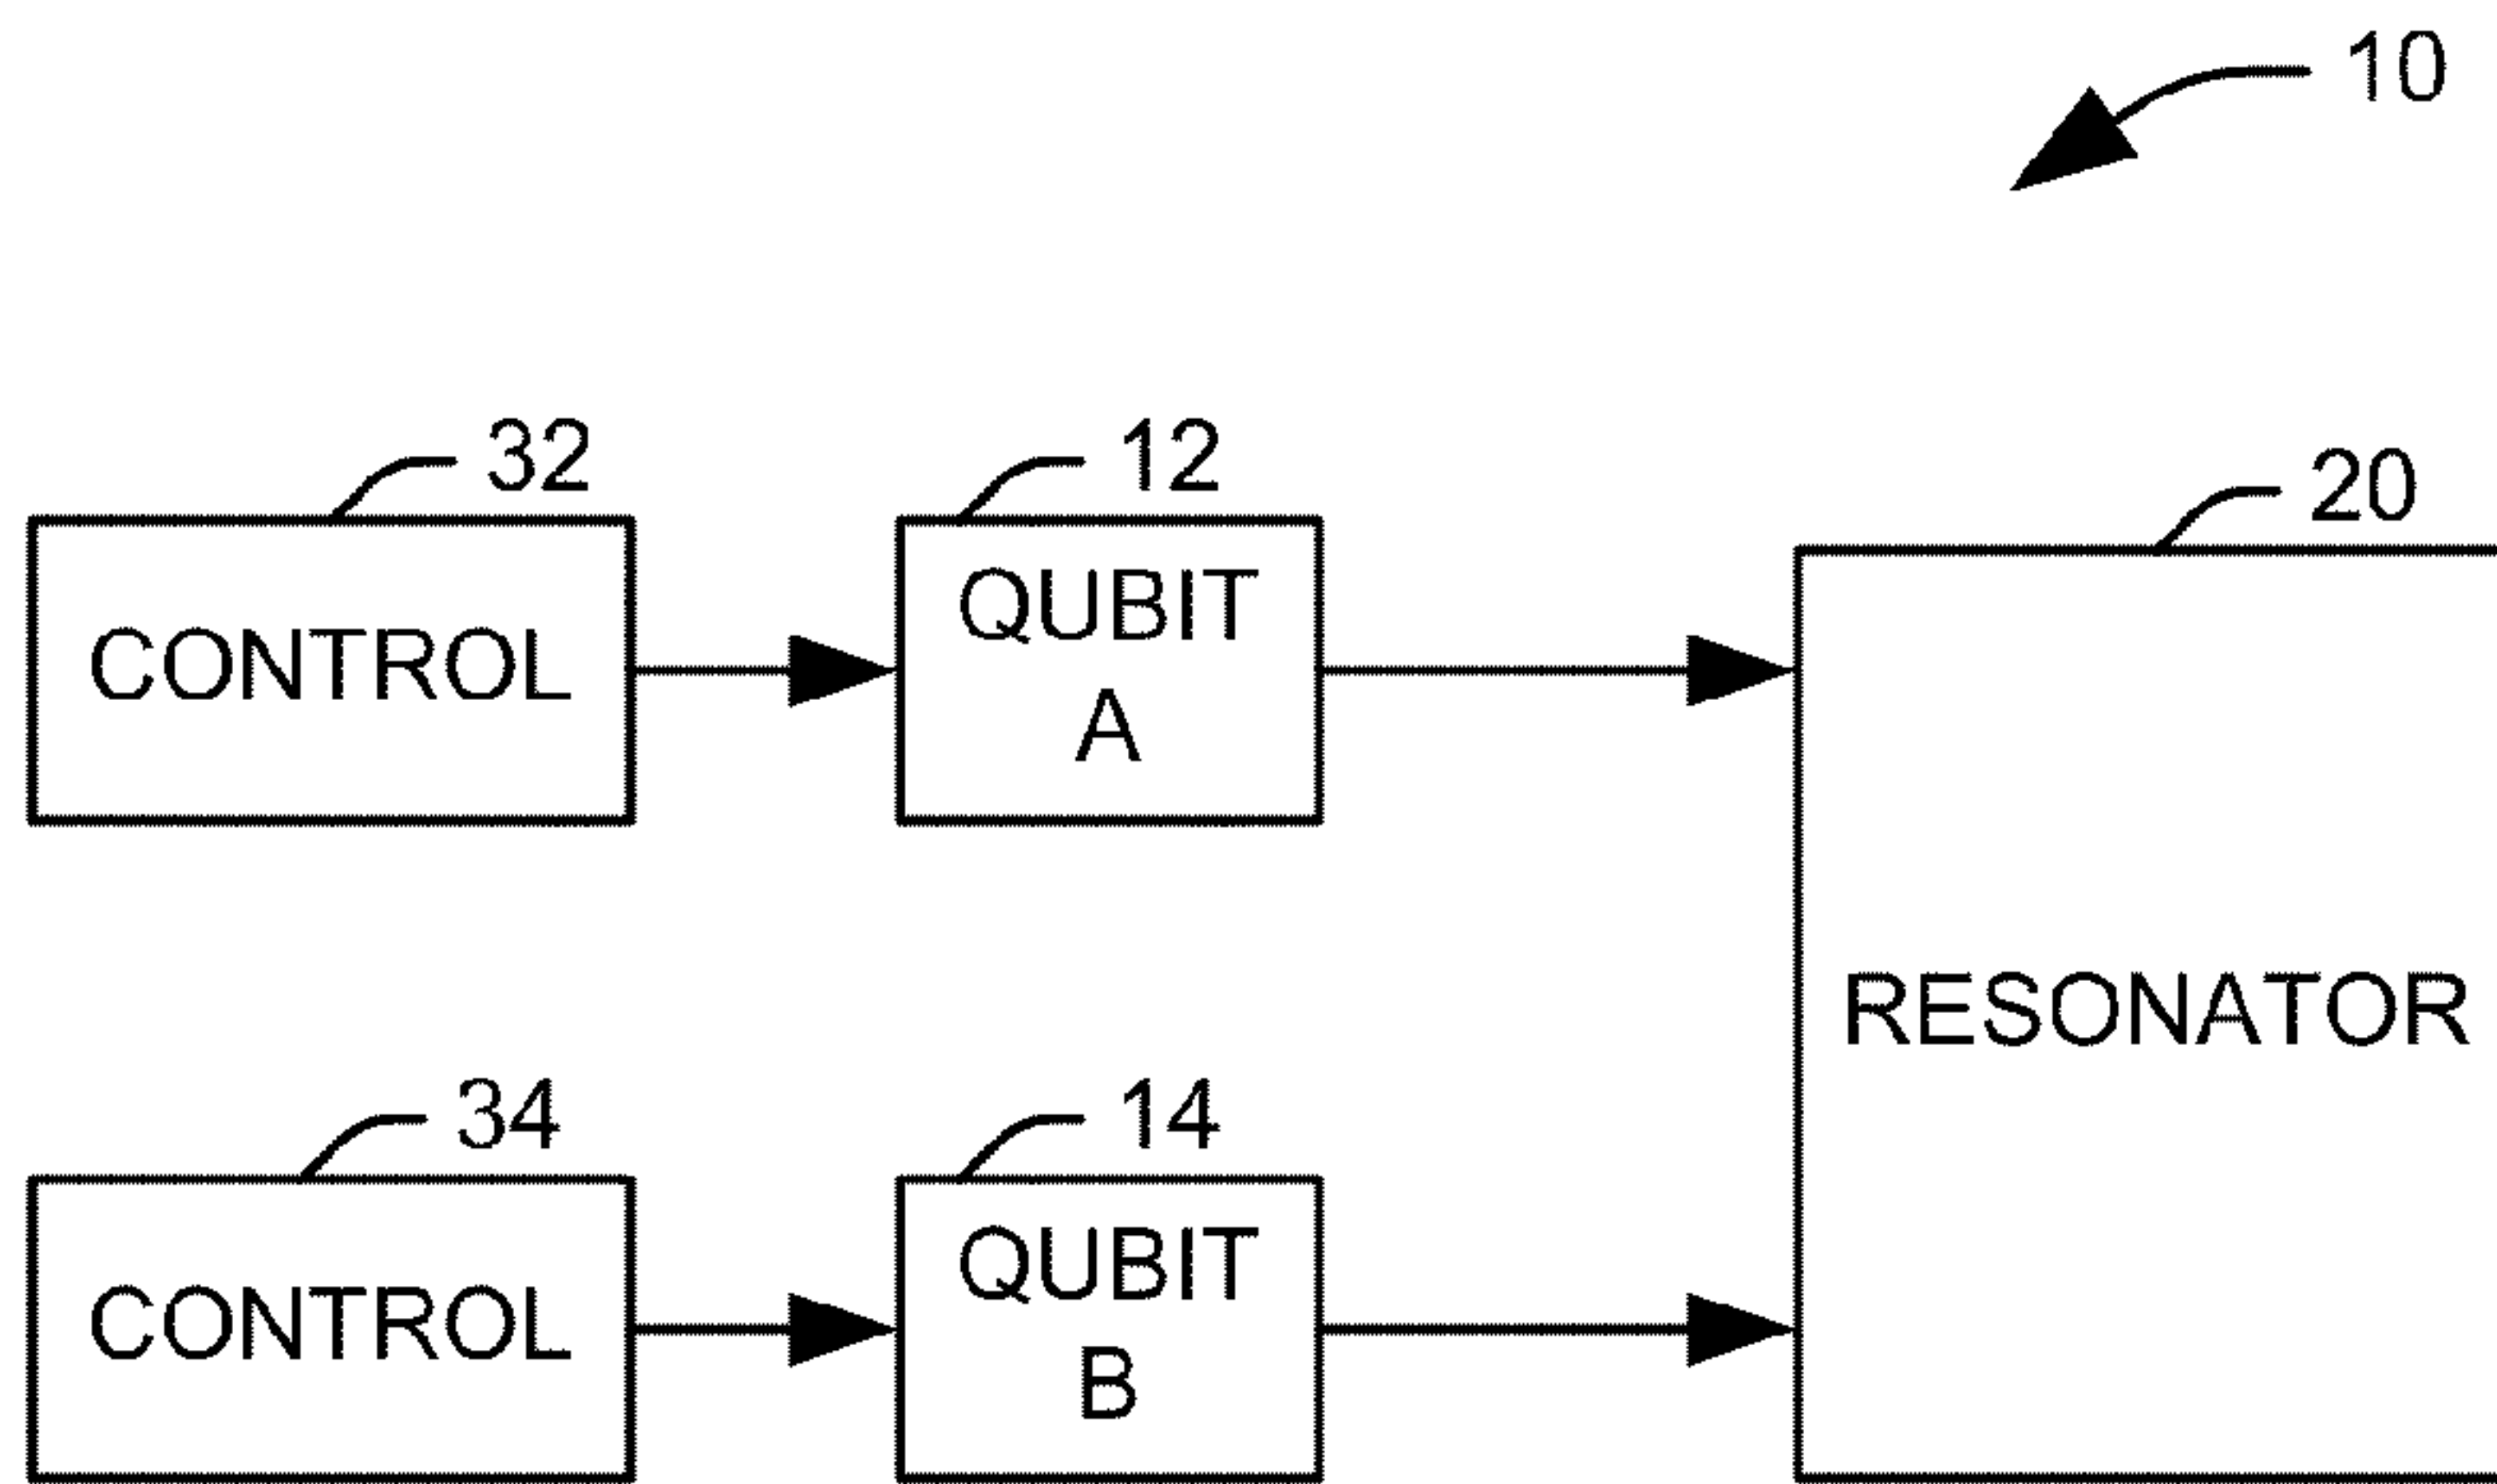 10
32
12
20
CONTROL
QUBIT
A
RESONATOR
34
14
CONTROL
QUBIT
B